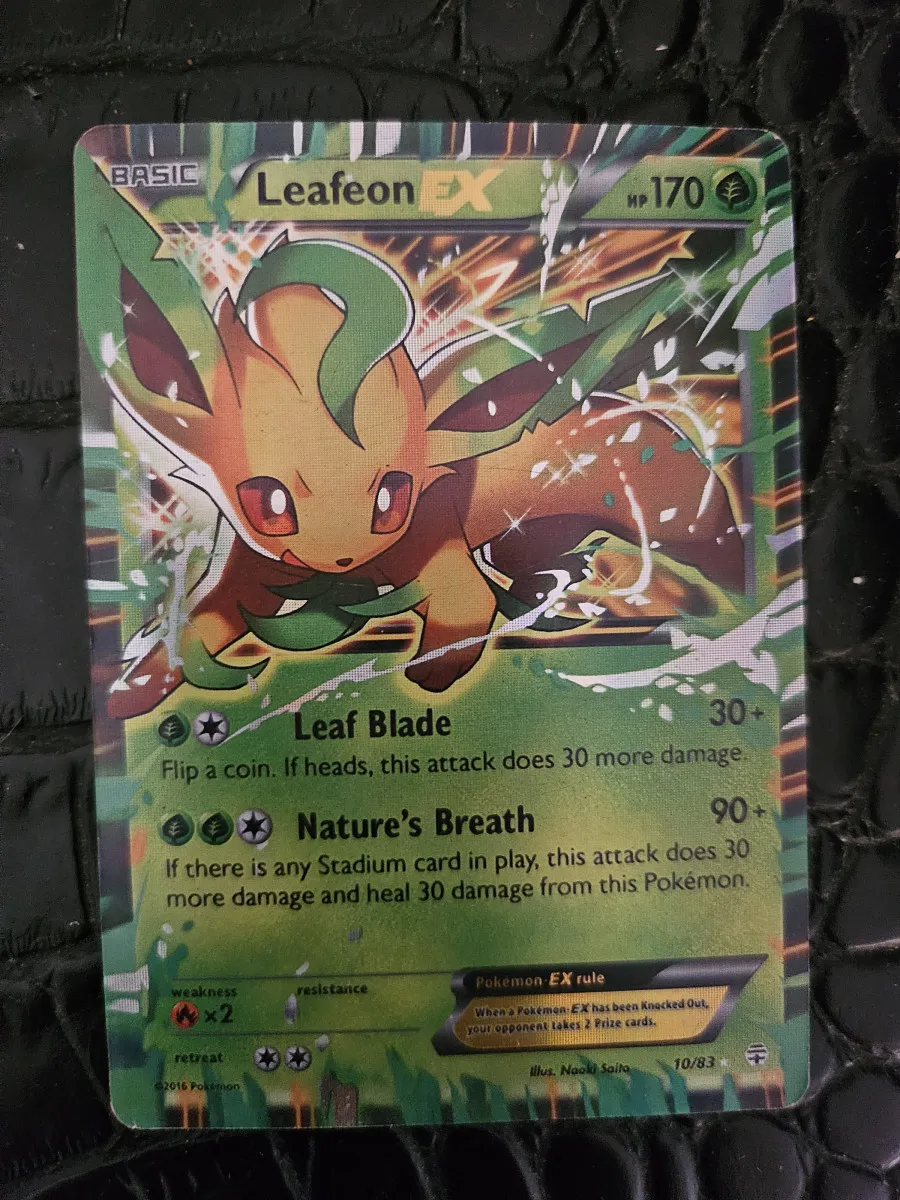 BASIC
Leafeon EX
HP 170
Leaf Blade 30+
Flip a coin. If heads, this attack does 30 more damage.
Nature's Breath 90+
If there is any Stadium card in play, this attack does 30
more damage and heal 30 damage from this Pokémon.
weakness resistance
×2
retreat
Pokémon-EX rule
When a Pokémon-EX has been Knocked Out,
your opponent takes 2 Prize cards.
Illus. Naoki Saito
10/83
©2016 Pokémon